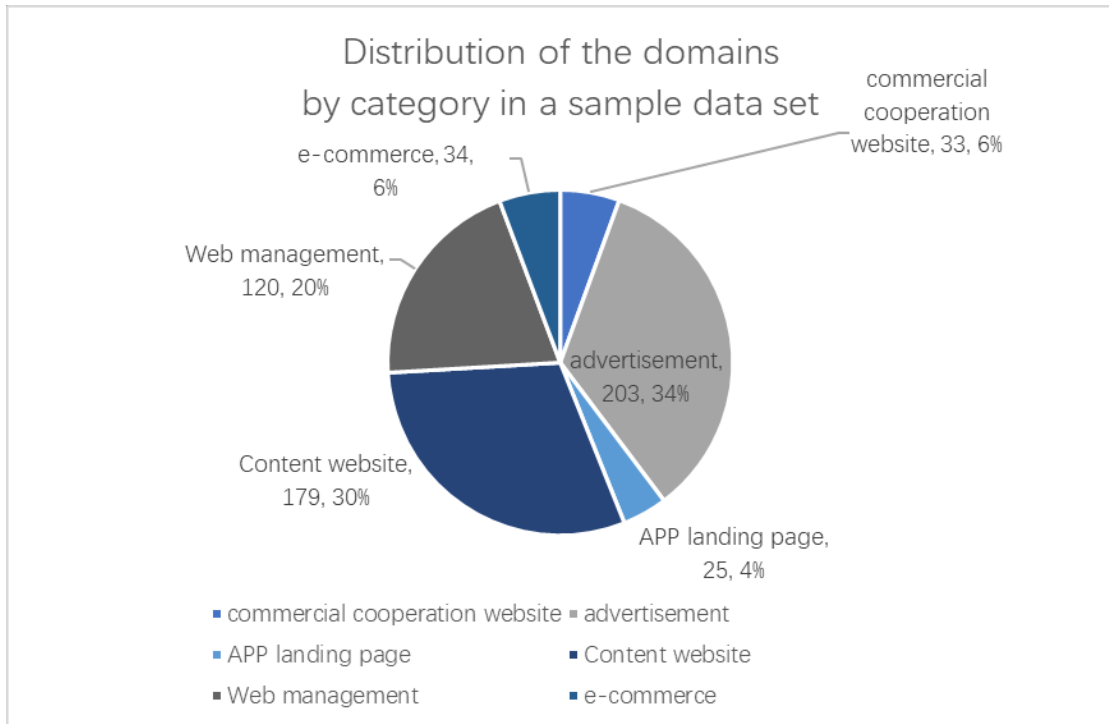 Distribution of the domains
by category in a sample data set
commercial
cooperation
website, 33, 6%
e-commerce, 34,
6%
Web management,
120, 20%
advertisement,
203, 34%
Content website,
179, 30%
APP landing page,
25, 4%
commercial cooperation website
advertisement
APP landing page
Content website
Web management
e-commerce